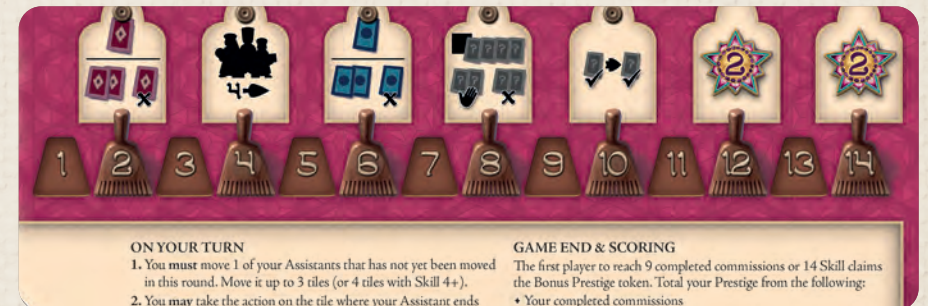 4
2
2
1 2 3 4 5 6 7 8 9 10 11 12 13 14
ON YOUR TURN
1. You must move 1 of your Assistants that has not yet been moved
in this round. Move it up to 3 tiles (or 4 tiles with Skill 4+).
2. You may take the action on the tile where your Assistant ends
GAME END & SCORING
The first player to reach 9 completed commissions or 14 Skill claims
the Bonus Prestige token. Total your Prestige from the following:
• Your completed commissions